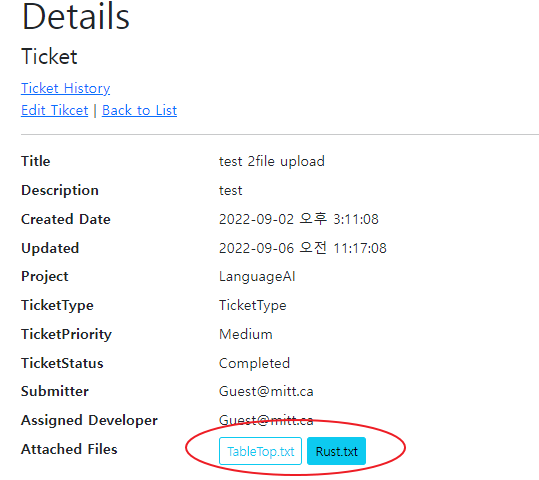 Details
Ticket
Ticket History
Edit Tikcet | Back to List
Title test 2file upload
Description test
Created Date 2022-09-02 오후 3:11:08
Updated 2022-09-06 오전 11:17:08
Project LanguageAI
TicketType TicketType
TicketPriority Medium
TicketStatus Completed
Submitter Guest@mitt.ca
Assigned Developer Guest@mitt.ca
Attached Files TableTop.txt Rust.txt